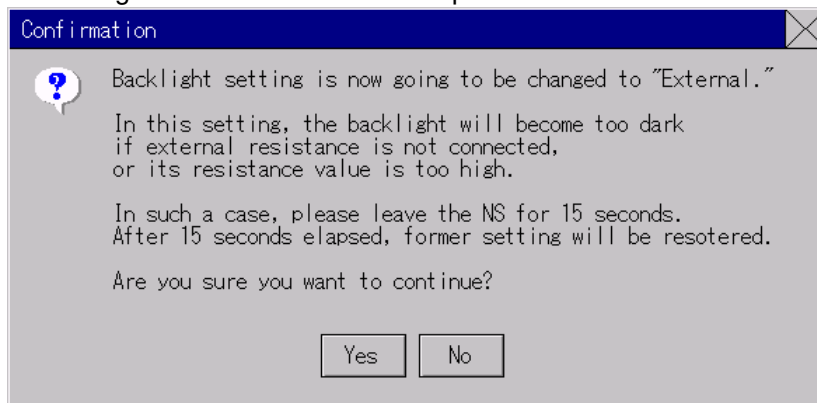 Confirmation
Backlight setting is now going to be changed to "External."
In this setting, the backlight will become too dark
if external resistance is not connected,
or its resistance value is too high.
In such a case, please leave the NS for 15 seconds.
After 15 seconds elapsed, former setting will be resotered.
Are you sure you want to continue?
Yes No